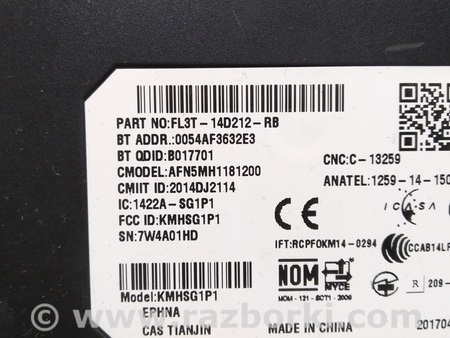 PART NO:FL3T-14D212-RB
BT ADDR.:0054AF3632E3
BT QDID:B017701
CMODEL:AFN5MH1181200
CMIIT ID:2014DJ2114
IC:1422A-SG1P1
FCC ID:KMHSG1P1
SN:7W4A01HD
CNC:C-13259
ANATEL:1259-14-150
ICASA
IFT:RCPFOKM14-0294
CCAB14LP
NOM
NYCE
NOM-121-SCT1-2009
R 209-
Model:KMHSG1P1
EPHNA
CAS TIANJIN
MADE IN CHINA
201704
www.razborki.com